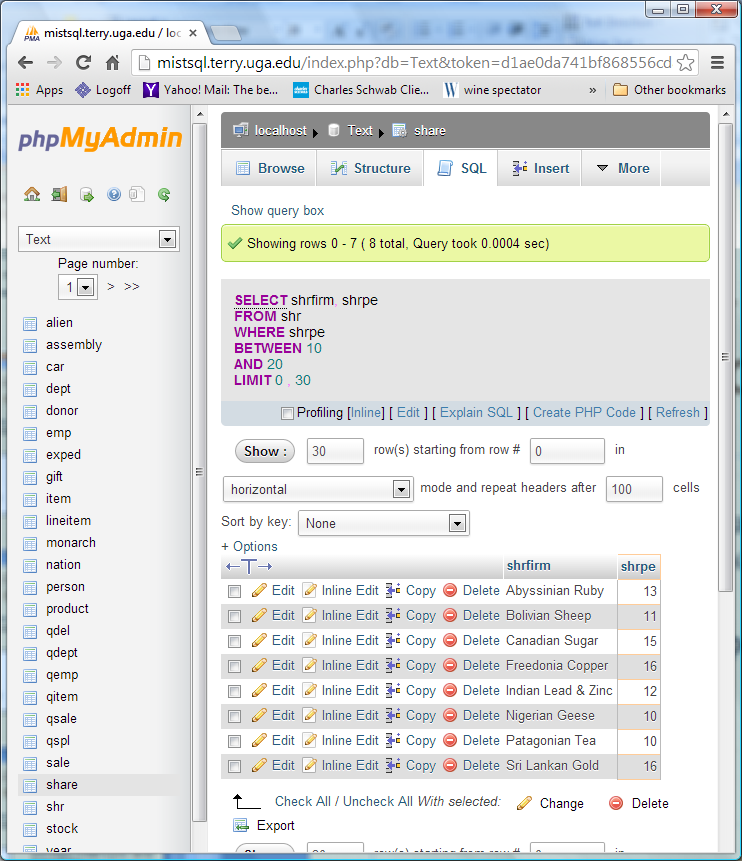 mistsql.terry.uga.edu / loc
mistsql.terry.uga.edu/index.php?db=Text&token=d1ae0da741bf868556cd
Apps Logoff Yahoo! Mail: The be... Charles Schwab Clie... wine spectator » Other bookmarks
phpMyAdmin
Text
Page number:
1 > >>
alien
assembly
car
dept
donor
emp
exped
gift
item
lineitem
monarch
nation
person
product
qdel
qdept
qemp
qitem
qsale
qspl
sale
share
shr
stock
year
localhost Text share
Browse Structure SQL Insert More
Show query box
Showing rows 0 - 7 ( 8 total, Query took 0.0004 sec)
SELECT shrfirm, shrpe
FROM shr
WHERE shrpe
BETWEEN 10
AND 20
LIMIT 0 , 30
Profiling [Inline] [ Edit ] [ Explain SQL ] [ Create PHP Code ] [ Refresh ]
Show : 30 row(s) starting from row # 0 in
horizontal mode and repeat headers after 100 cells
Sort by key: None
+ Options
←T→ shrfirm shrpe
Edit Inline Edit Copy Delete Abyssinian Ruby 13
Edit Inline Edit Copy Delete Bolivian Sheep 11
Edit Inline Edit Copy Delete Canadian Sugar 15
Edit Inline Edit Copy Delete Freedonia Copper 16
Edit Inline Edit Copy Delete Indian Lead & Zinc 12
Edit Inline Edit Copy Delete Nigerian Geese 10
Edit Inline Edit Copy Delete Patagonian Tea 10
Edit Inline Edit Copy Delete Sri Lankan Gold 16
Check All / Uncheck All With selected: Change Delete
Export
Show : 30 row(s) starting from row # 0 in